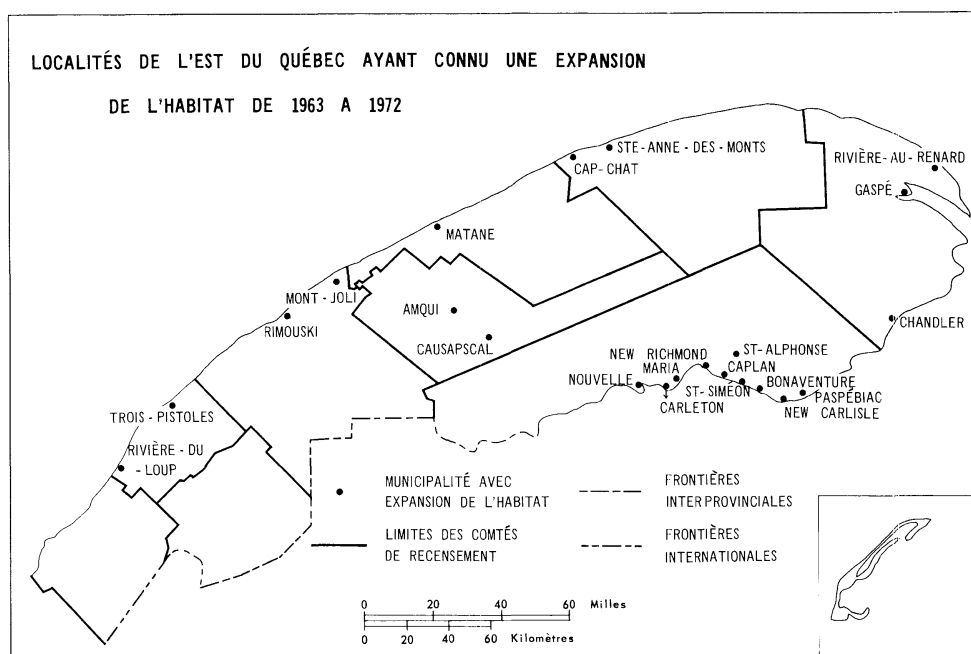 LOCALITÉS DE L'EST DU QUÉBEC AYANT CONNU UNE EXPANSION
DE L'HABITAT DE 1963 A 1972
STE-ANNE-DES-MONTS
CAP-CHAT
RIVIÈRE-AU-RENARD
GASPÉ
MATANE
MONT-JOLI
RIMOUSKI
AMQUI
CAUSAPSCAL
CHANDLER
NEW RICHMOND
MARIA
ST-ALPHONSE
CAPLAN
NOUVELLE
ST-SIMÉON
BONAVENTURE
CARLETON
PASPÉBIAC
NEW CARLISLE
TROIS-PISTOLES
RIVIÈRE-DU
-LOUP
MUNICIPALITÉ AVEC
EXPANSION DE L'HABITAT
FRONTIÈRES
INTERPROVINCIALES
LIMITES DES COMTÉS
DE RECENSEMENT
FRONTIÈRES
INTERNATIONALES
0 20 40 60 Milles
0 20 40 60 Kilomètres